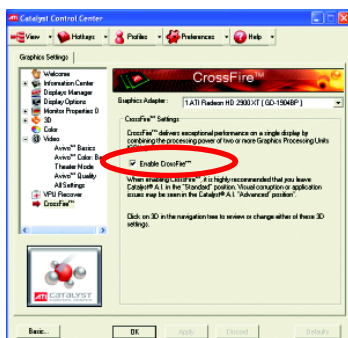 Catalyst Control Center
View Hotkeys Profiles Preferences Help
Graphics Settings
Welcome
Information Center
Displays Manager
Display Options
Monitor Properties 0
3D
Color
Video
Avivo™ Basics
Avivo™ Color: Ba
Theater Mode
Avivo™ Quality
All Settings
VPU Recover
CrossFire™
CrossFire™
Graphics Adapter: 1.ATI Radeon HD 2900 XT ( GD-1904BP )
CrossFire™ Settings
CrossFire™ delivers exceptional performance on a single display by
combining the processing power of two or more Graphics Processing Units
Enable CrossFire™
When enabling CrossFire™, it is highly recommended that you leave
Catalyst® A.I. in the "Standard" position. Visual corruption or application
issues may be seen in the Catalyst® A.I. "Advanced" position.
Click on 3D in the navigation tree to review or change either of these 3D
settings.
ATI CATALYST
Basic... OK Apply Discard Defaults